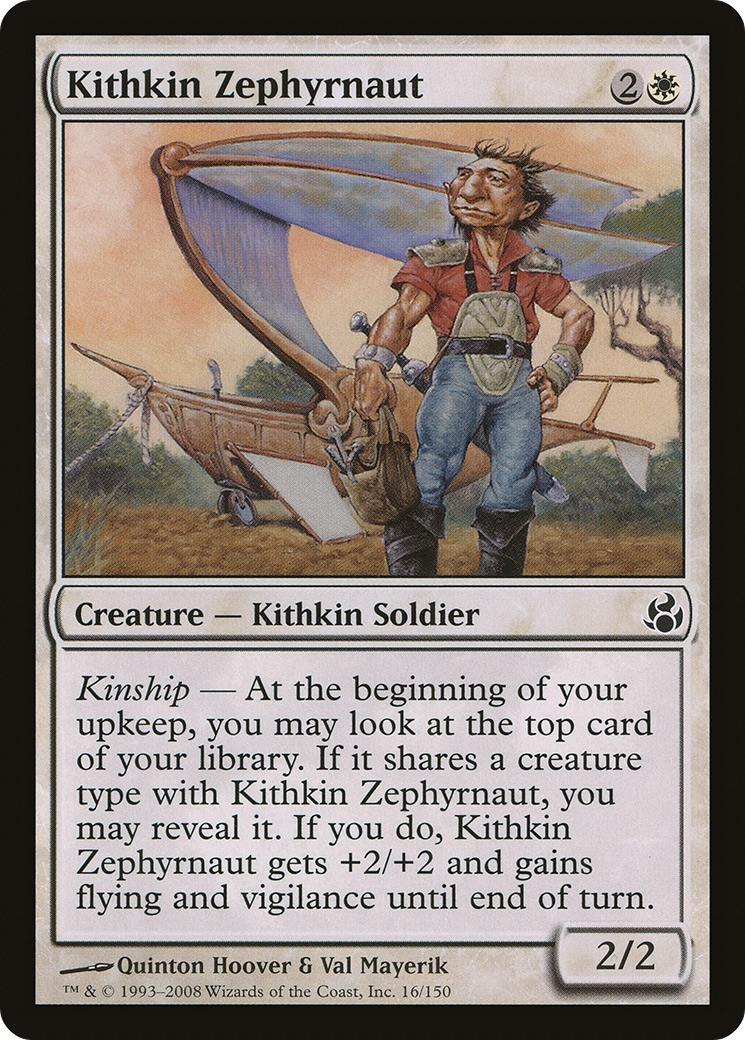 Kithkin Zephyrnaut 2
Creature — Kithkin Soldier
Kinship — At the beginning of your
upkeep, you may look at the top card
of your library. If it shares a creature
type with Kithkin Zephyrnaut, you
may reveal it. If you do, Kithkin
Zephyrnaut gets +2/+2 and gains
flying and vigilance until end of turn.
2/2
Quinton Hoover & Val Mayerik
™ & © 1993–2008 Wizards of the Coast, Inc. 16/150